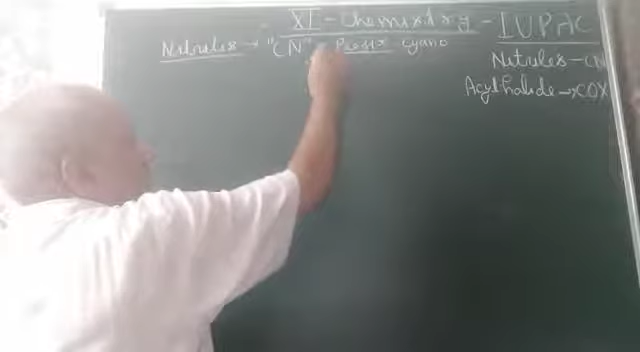 XI - Chemistry - IUPAC
Nitriles → "CN" - Prefix cyano
Nitriles - CN
Acyl halide → COX